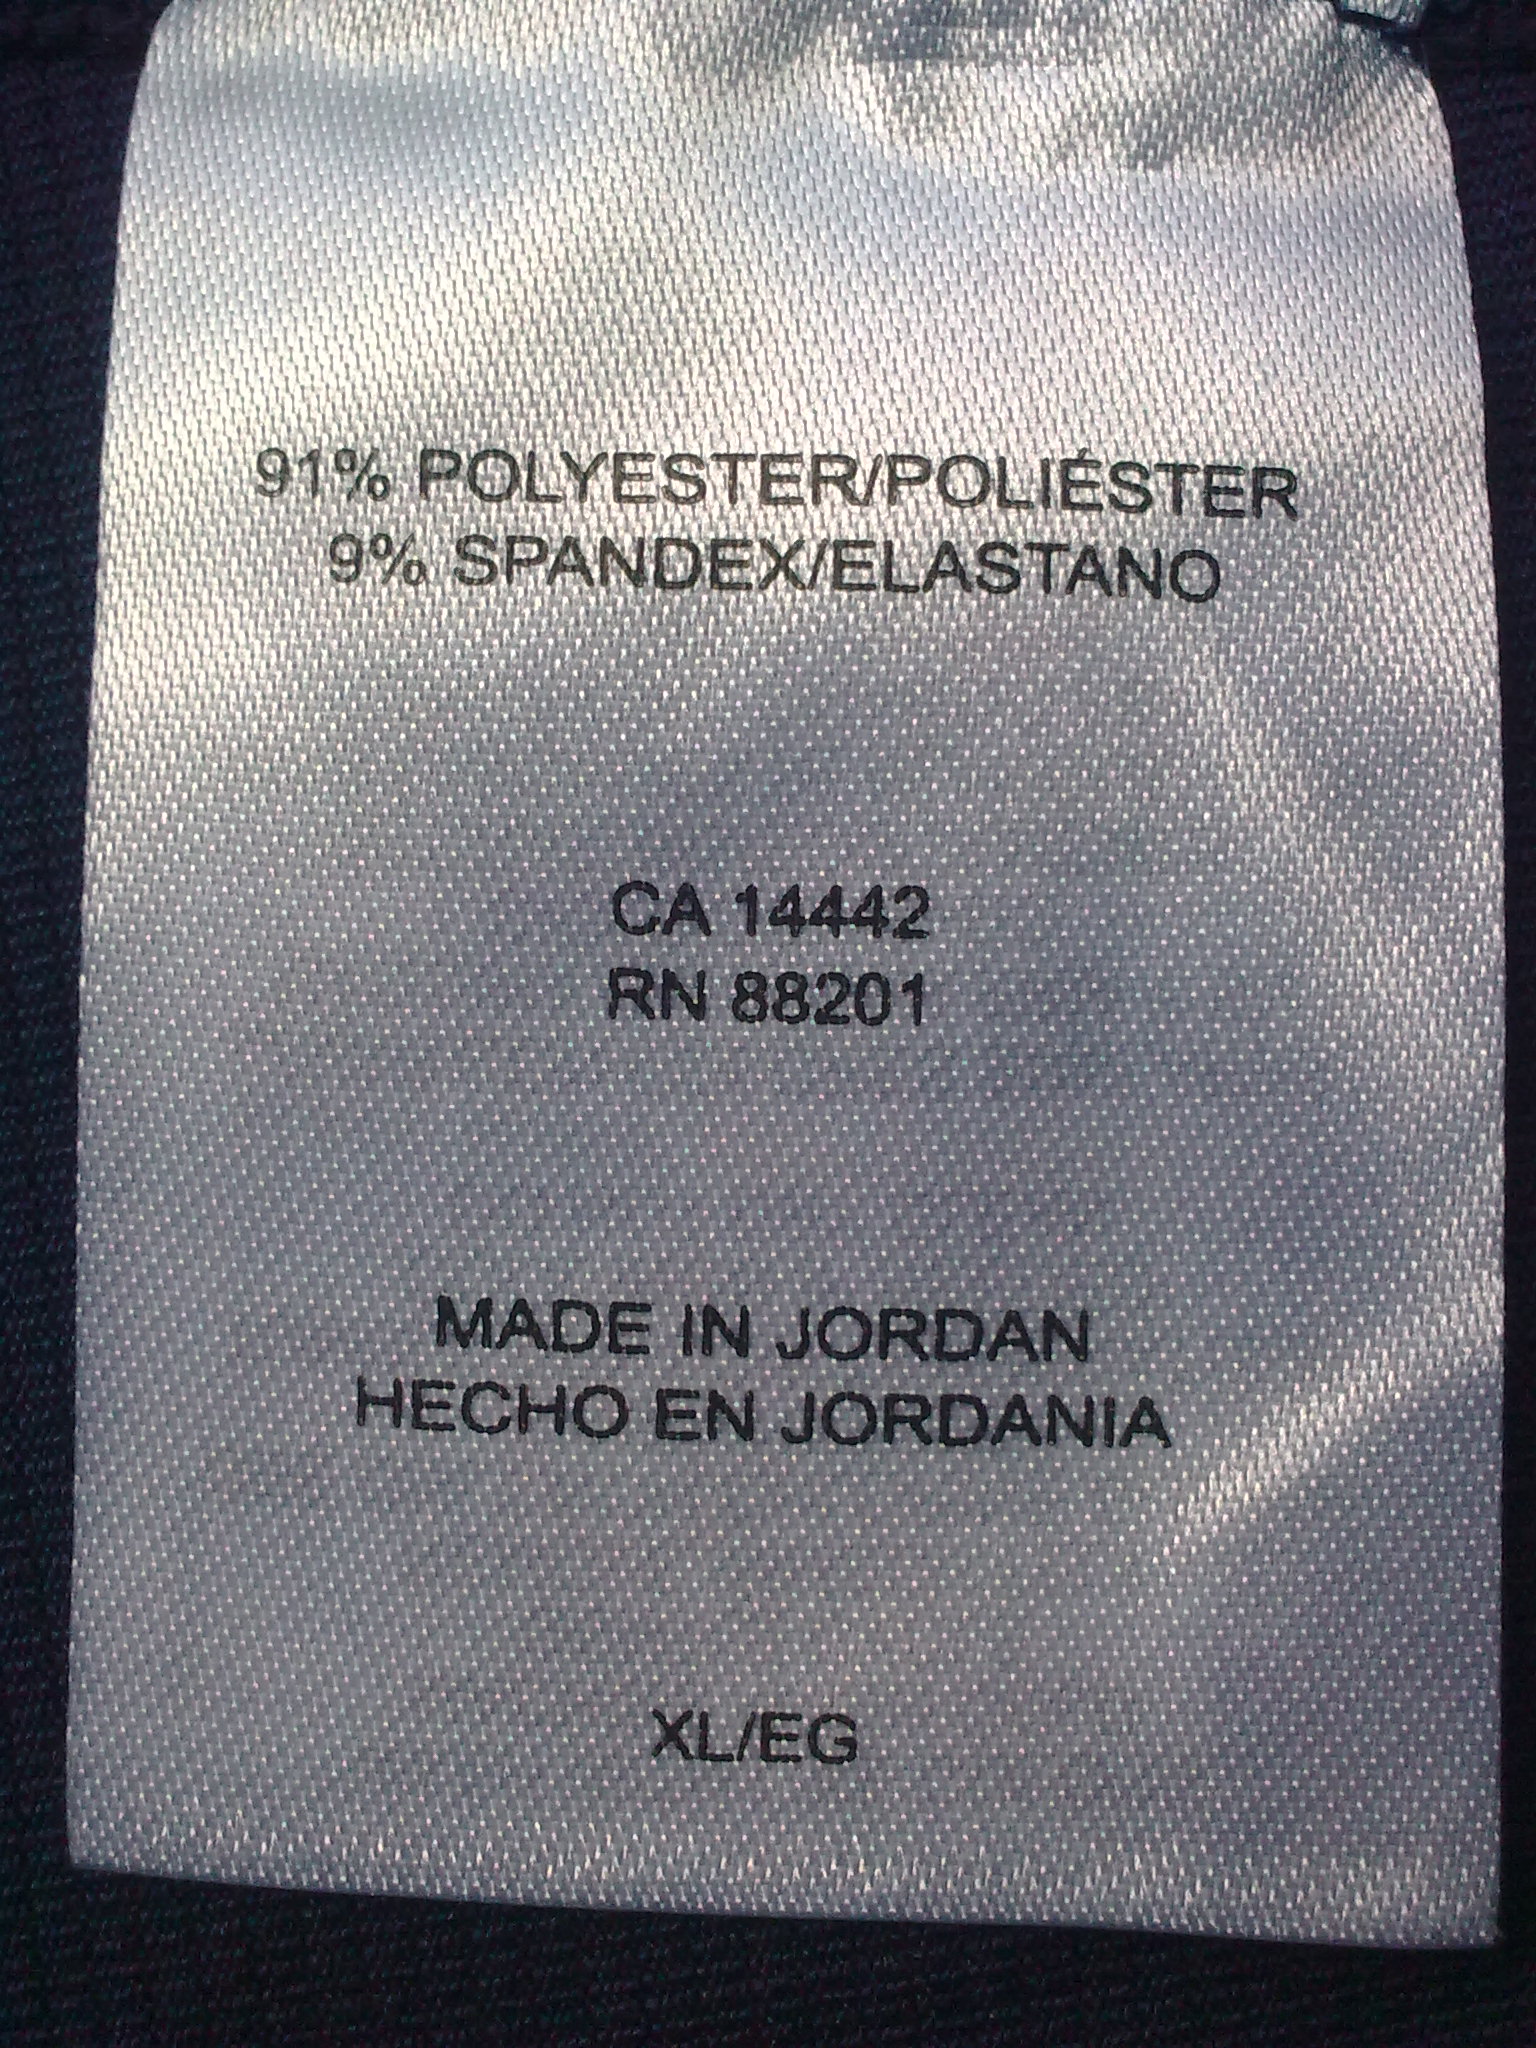 91% POLYESTER/POLIÉSTER
9% SPANDEX/ELASTANO
CA 14442
RN 88201
MADE IN JORDAN
HECHO EN JORDANIA
XL/EG